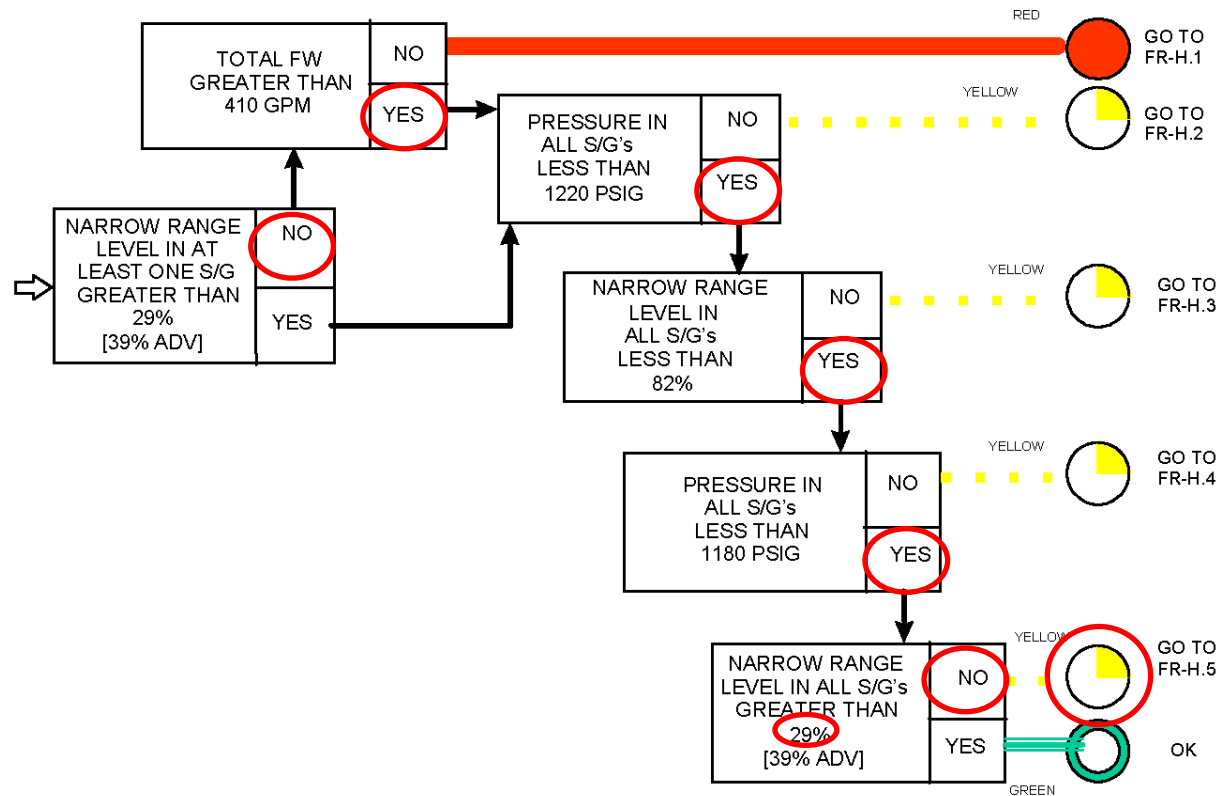 RED
TOTAL FW
GREATER THAN
410 GPM
NO
YES
GO TO
FR-H.1
YELLOW
PRESSURE IN
ALL S/G's
LESS THAN
1220 PSIG
NO
YES
GO TO
FR-H.2
NARROW RANGE
LEVEL IN AT
LEAST ONE S/G
GREATER THAN
29%
[39% ADV]
NO
YES
YELLOW
NARROW RANGE
LEVEL IN
ALL S/G's
LESS THAN
82%
NO
YES
GO TO
FR-H.3
YELLOW
PRESSURE IN
ALL S/G's
LESS THAN
1180 PSIG
NO
YES
GO TO
FR-H.4
YELLOW
NARROW RANGE
LEVEL IN ALL S/G's
GREATER THAN
29%
[39% ADV]
NO
YES
GO TO
FR-H.5
OK
GREEN